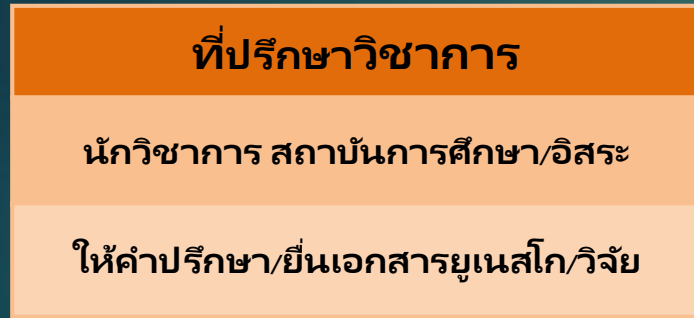 ที่ปรึกษาวิชาการ
นักวิชาการ สถาบันการศึกษา/อิสระ
ให้คำปรึกษา/ยื่นเอกสารยูเนสโก/วิจัย